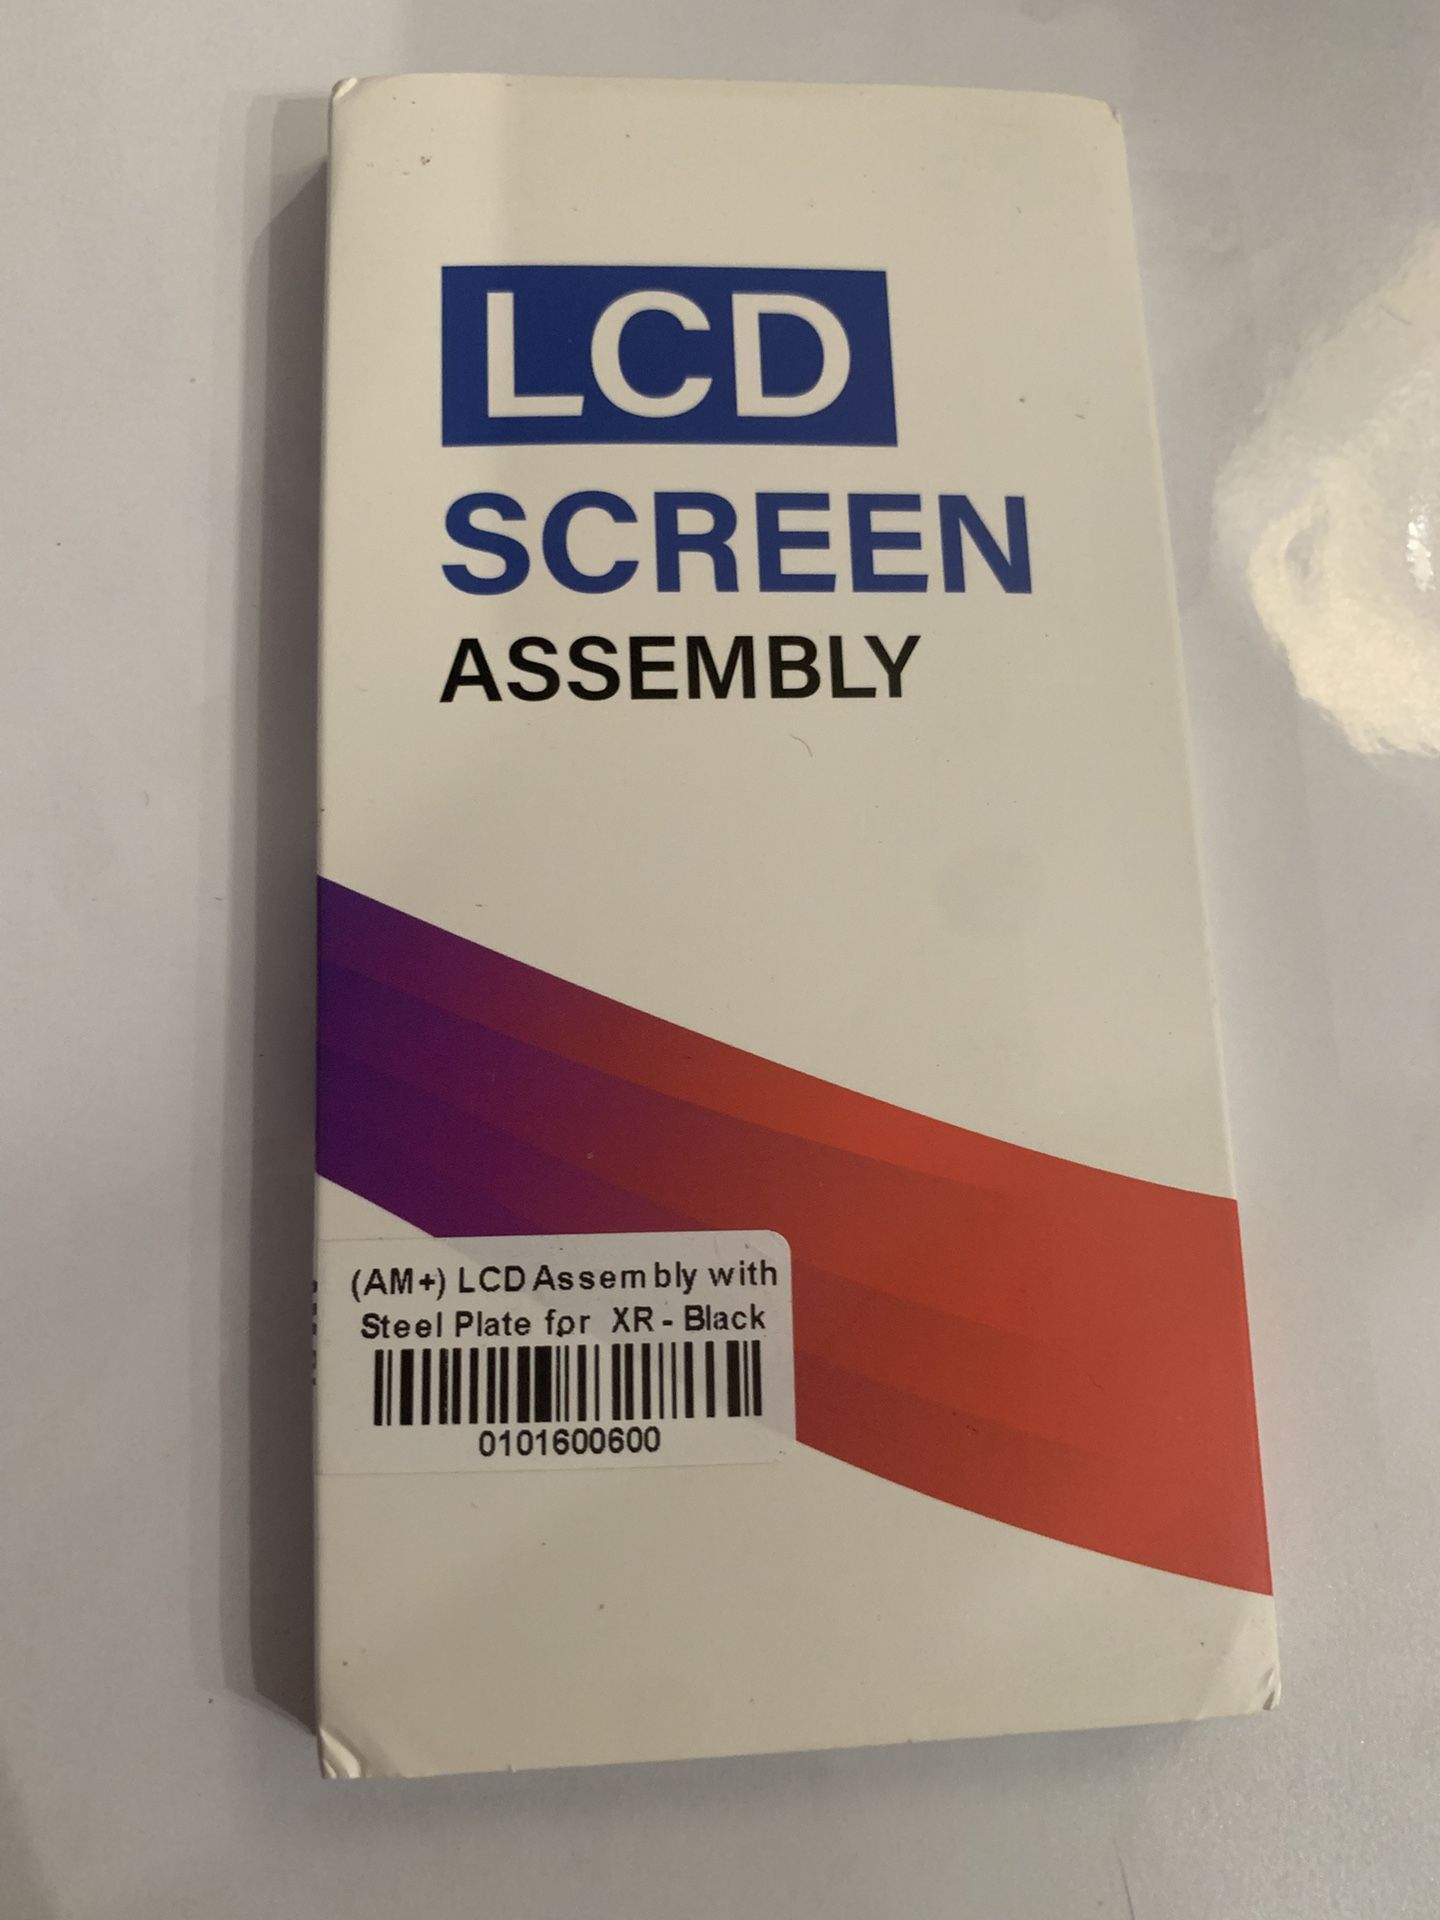 LCD
SCREEN
ASSEMBLY
(AM+) LCD Assembly with
Steel Plate for XR - Black
0101600600